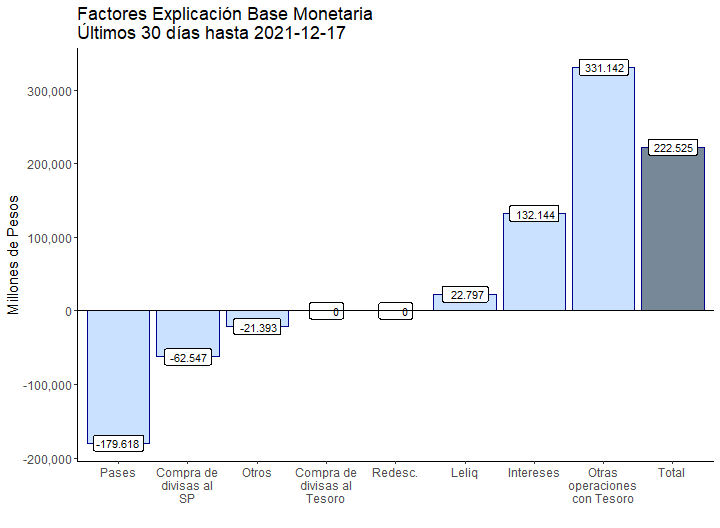 Factores Explicación Base Monetaria
Últimos 30 días hasta 2021-12-17
Millones de Pesos
300,000
200,000
100,000
0
-100,000
-200,000
-179.618
-62.547
-21.393
0
0
22.797
132.144
331.142
222.525
Pases
Compra de
divisas al
SP
Otros
Compra de
divisas al
Tesoro
Redesc.
Leliq
Intereses
Otras
operaciones
con Tesoro
Total